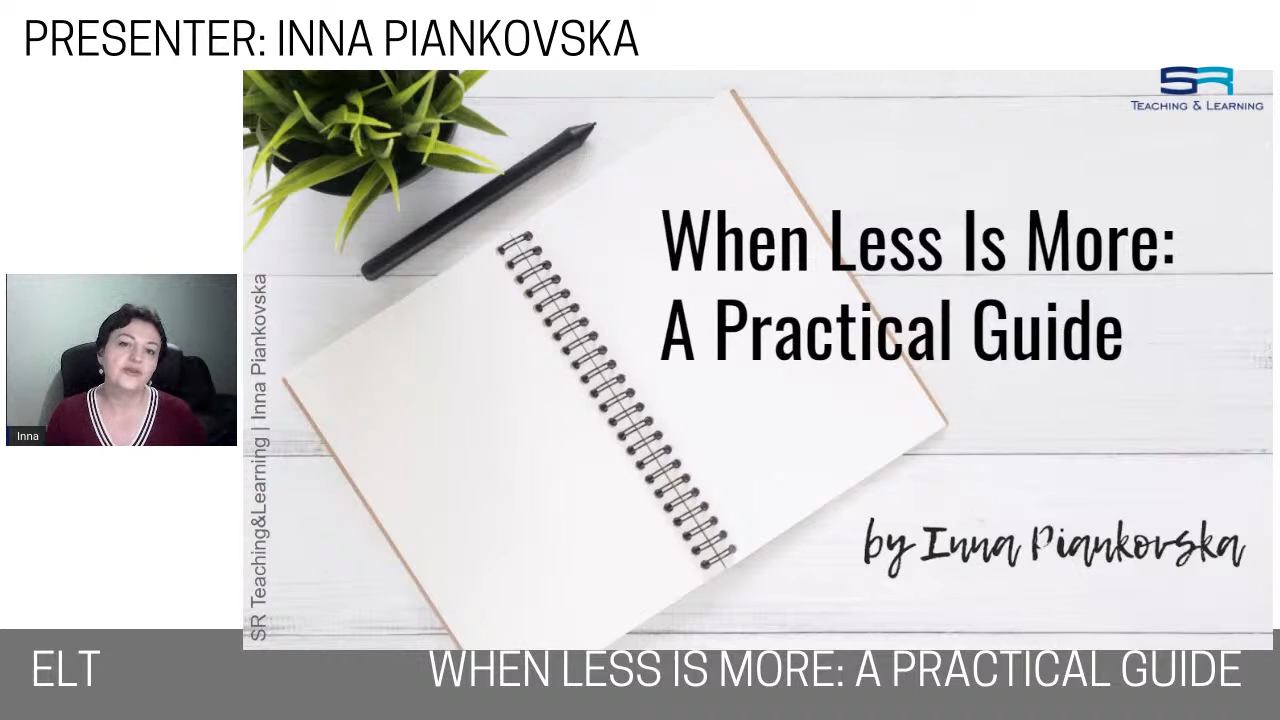 PRESENTER: INNA PIANKOVSKA
SR
TEACHING & LEARNING
When Less Is More:
A Practical Guide
by Inna Piankovska
SR Teaching&Learning | Inna Piankovska
Inna
ELT
WHEN LESS IS MORE: A PRACTICAL GUIDE